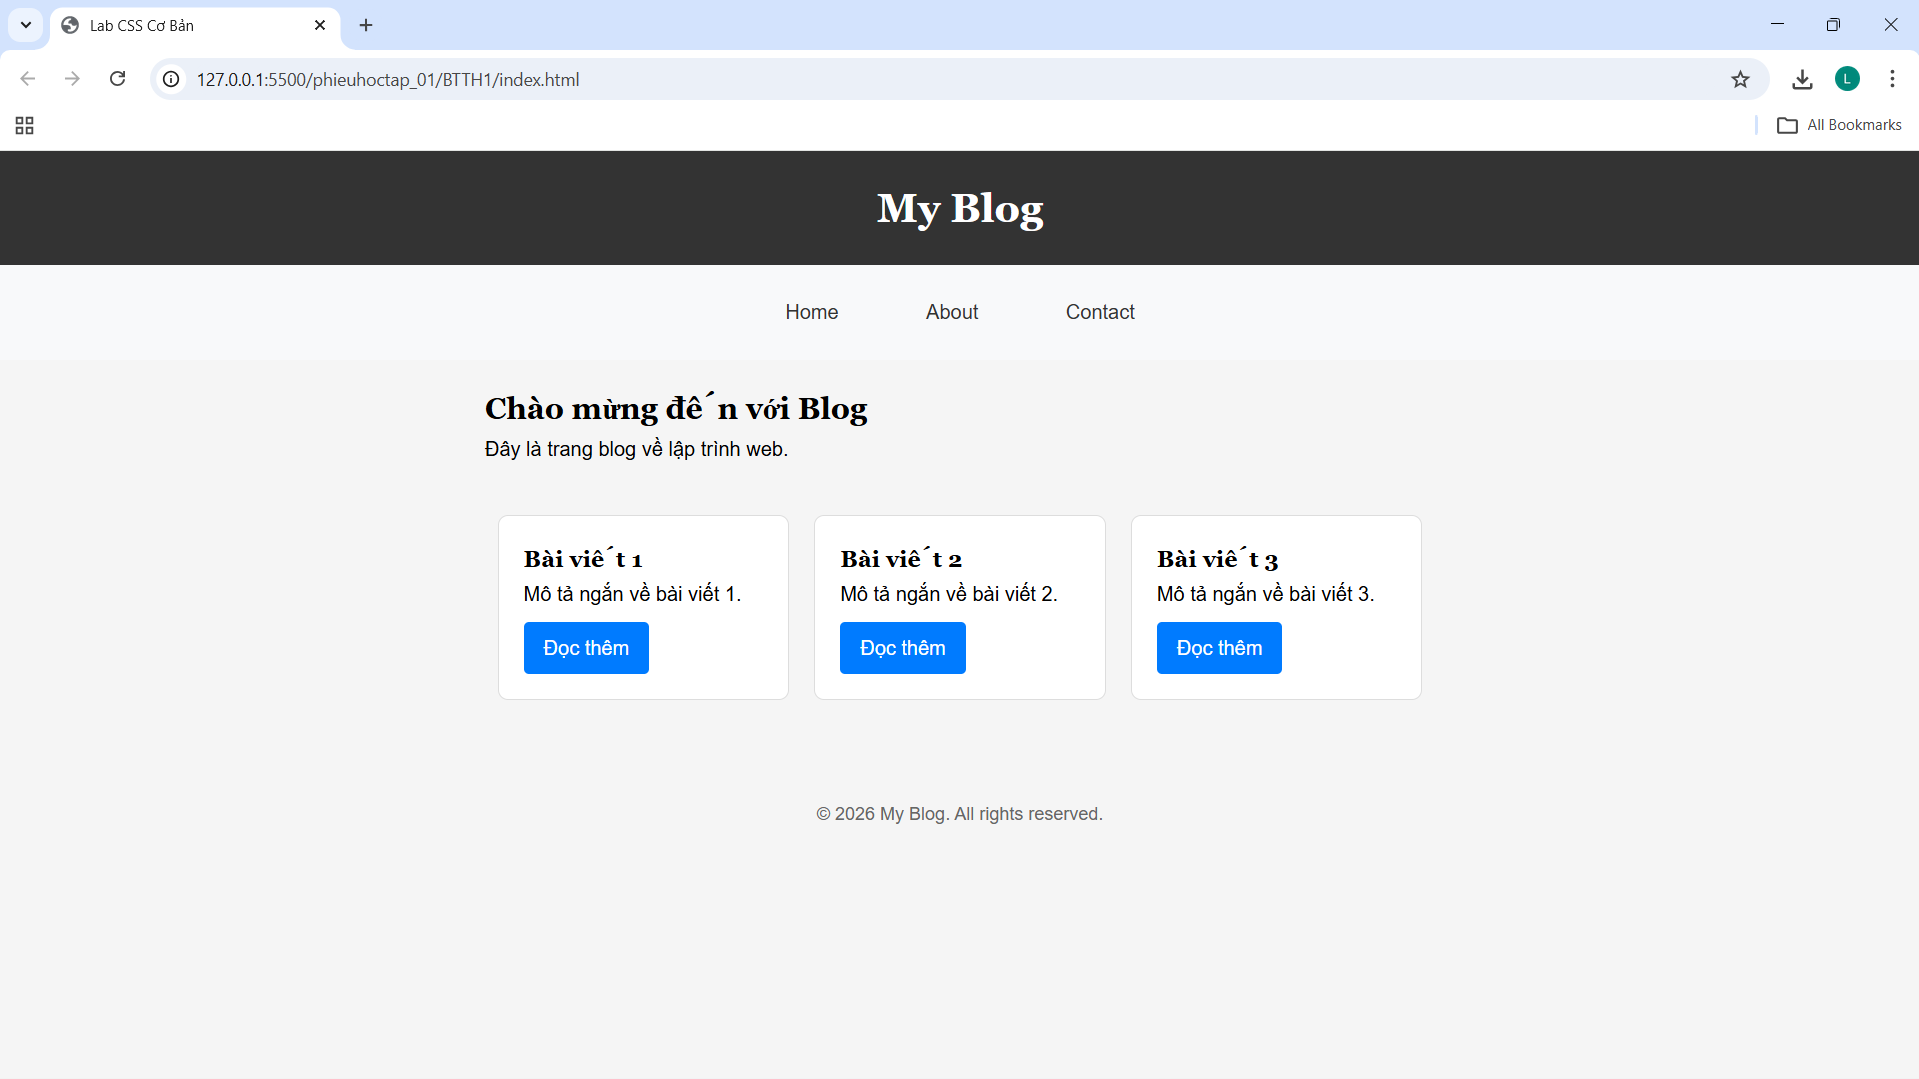 Lab CSS Cơ Bản
127.0.0.1:5500/phieuhoctap_01/BTTH1/index.html
L
All Bookmarks
My Blog
Home About Contact
Chào mừng đến với Blog
Đây là trang blog về lập trình web.
Bài viết 1 Bài viết 2 Bài viết 3
Mô tả ngắn về bài viết 1. Mô tả ngắn về bài viết 2. Mô tả ngắn về bài viết 3.
Đọc thêm Đọc thêm Đọc thêm
© 2026 My Blog. All rights reserved.